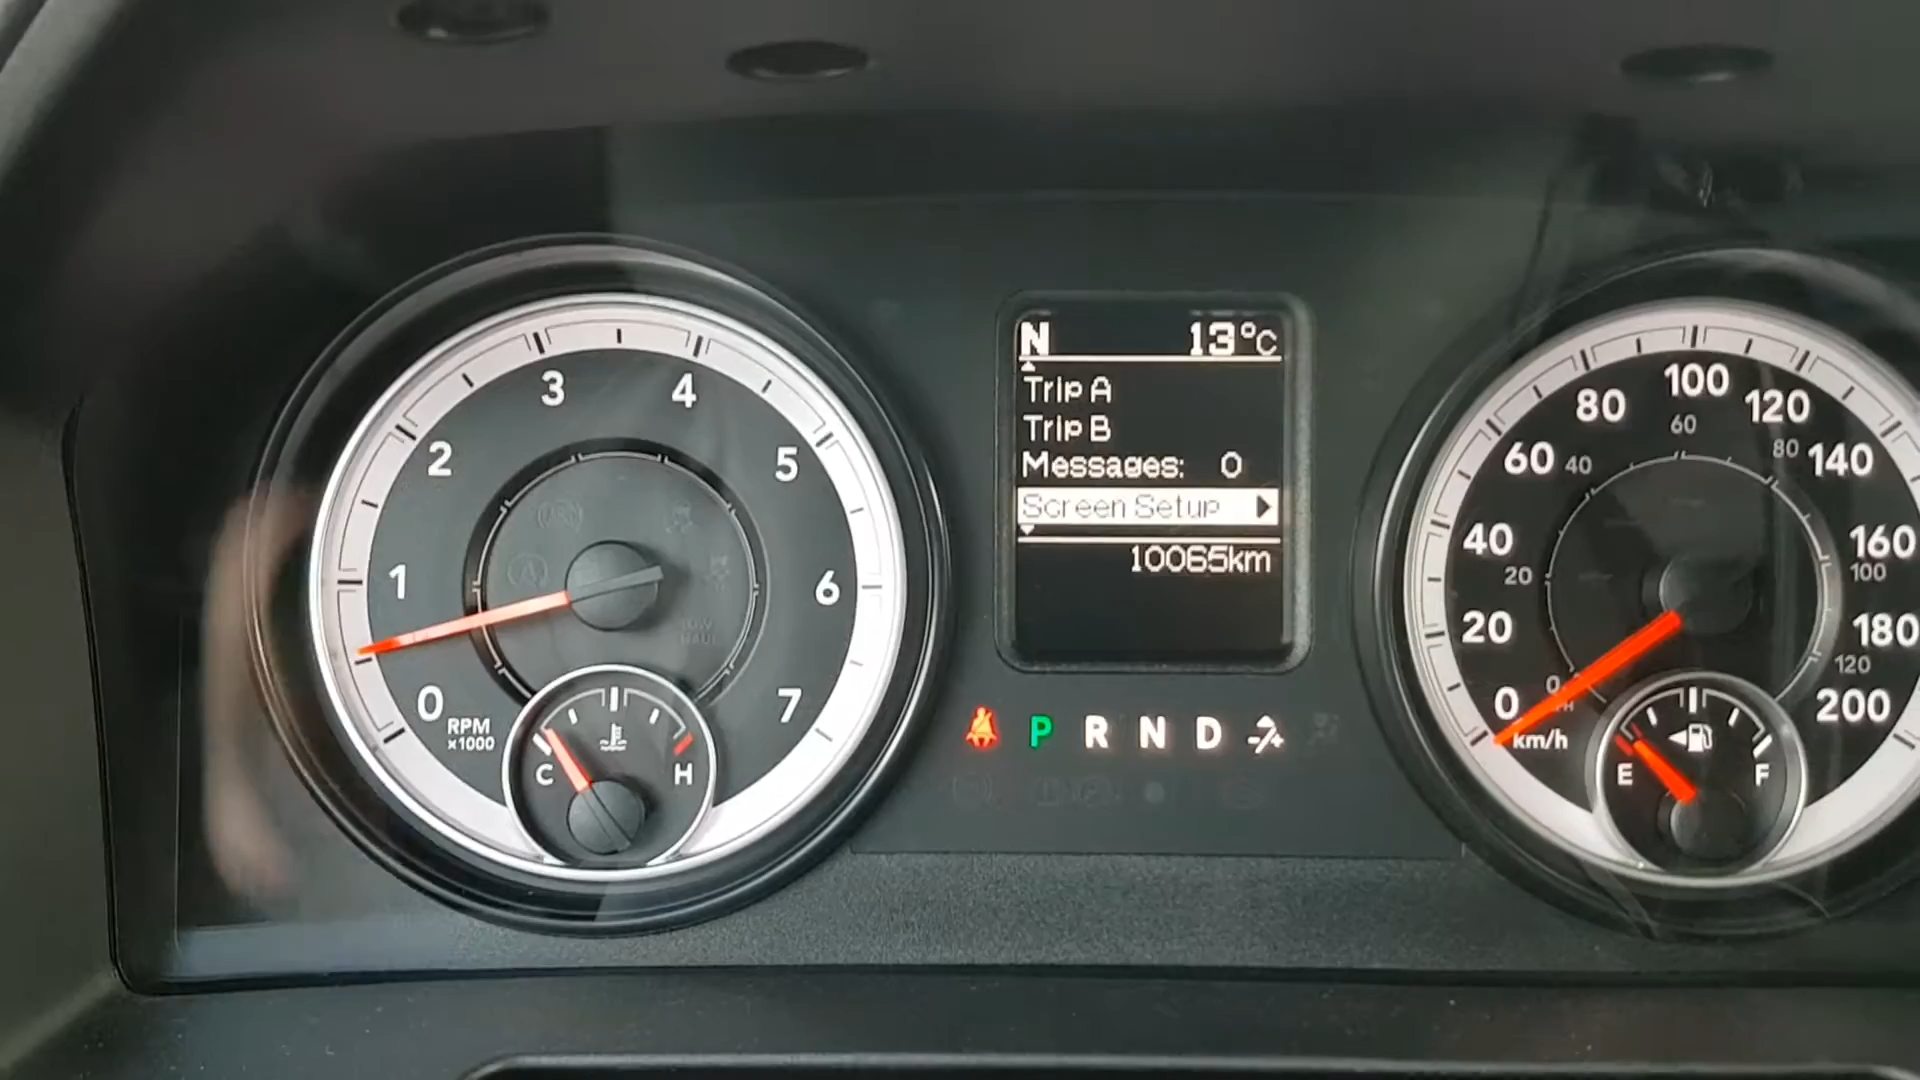 N 13°C
Trip A
Trip B
Messages: 0
Screen Setup
10065km
0
1
2
3
4
5
6
7
RPM
x1000
C H
P R N D
0
20
40
60
80
100
120
140
160
180
200
km/h
0
20
40
60
80
100
120
E F